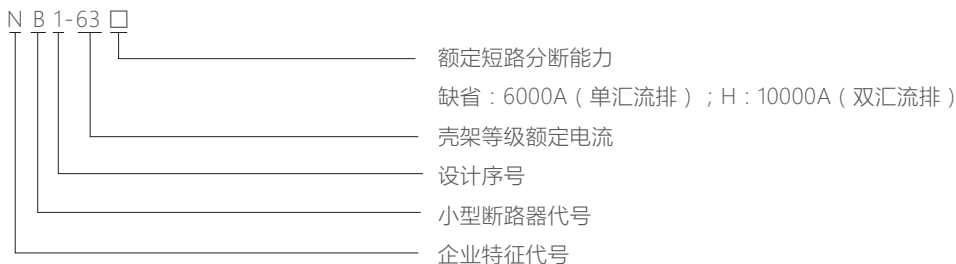 N B 1-63 □
额定短路分断能力
缺省：6000A（单汇流排）；H：10000A（双汇流排）
壳架等级额定电流
设计序号
小型断路器代号
企业特征代号